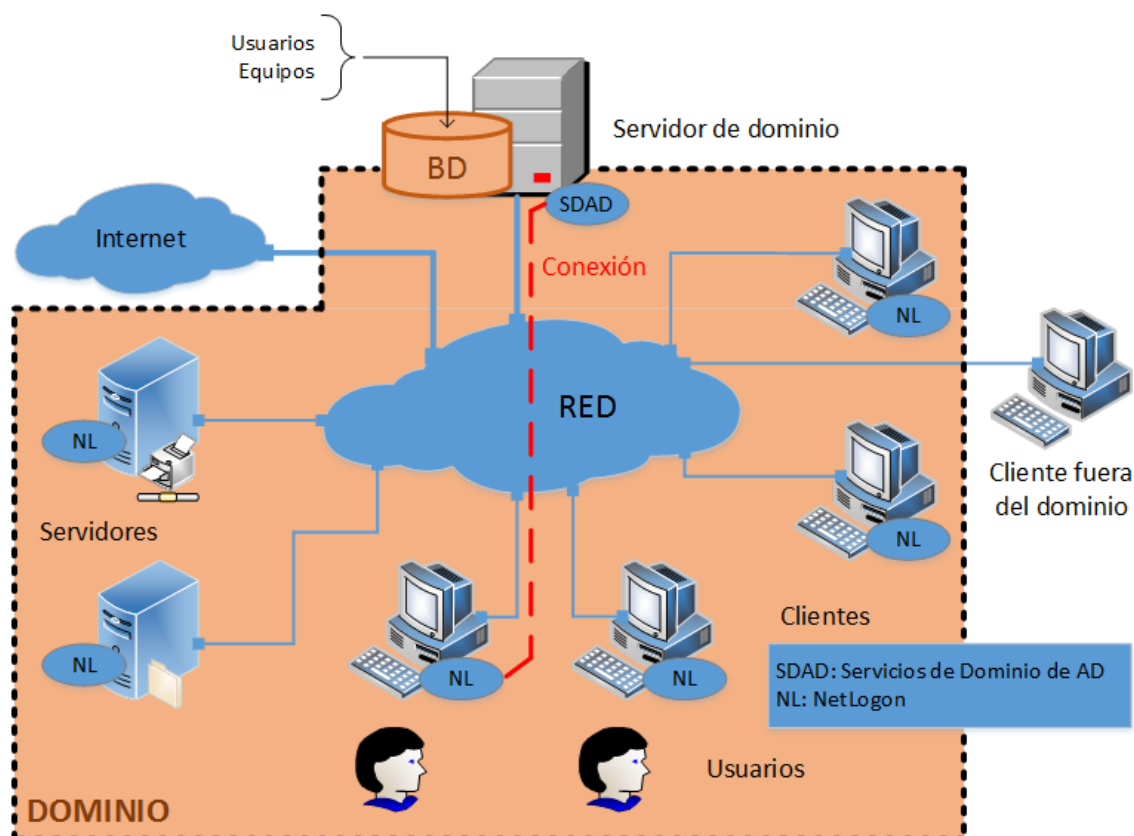 Usuarios
Equipos
Servidor de dominio
BD
SDAD
Internet
Conexión
NL
RED
NL
Cliente fuera
del dominio
Servidores
NL
Clientes
NL
NL
NL
SDAD: Servicios de Dominio de AD
NL: NetLogon
Usuarios
DOMINIO